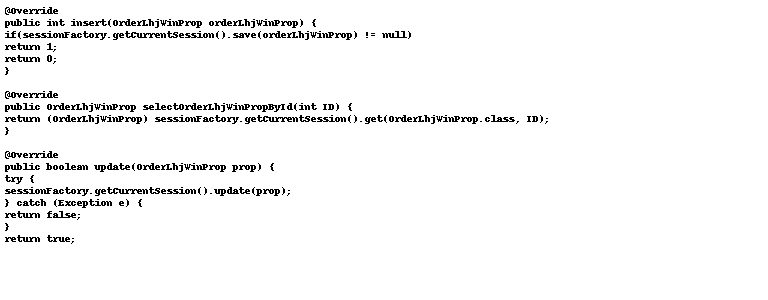 @Override
public int insert(OrderLhjWinProp orderLhjWinProp) {
if(sessionFactory.getCurrentSession().save(orderLhjWinProp) != null)
return 1;
return 0;
}
@Override
public OrderLhjWinProp selectOrderLhjWinPropById(int ID) {
return (OrderLhjWinProp) sessionFactory.getCurrentSession().get(OrderLhjWinProp.class, ID);
}
@Override
public boolean update(OrderLhjWinProp prop) {
try {
sessionFactory.getCurrentSession().update(prop);
} catch (Exception e) {
return false;
}
return true;